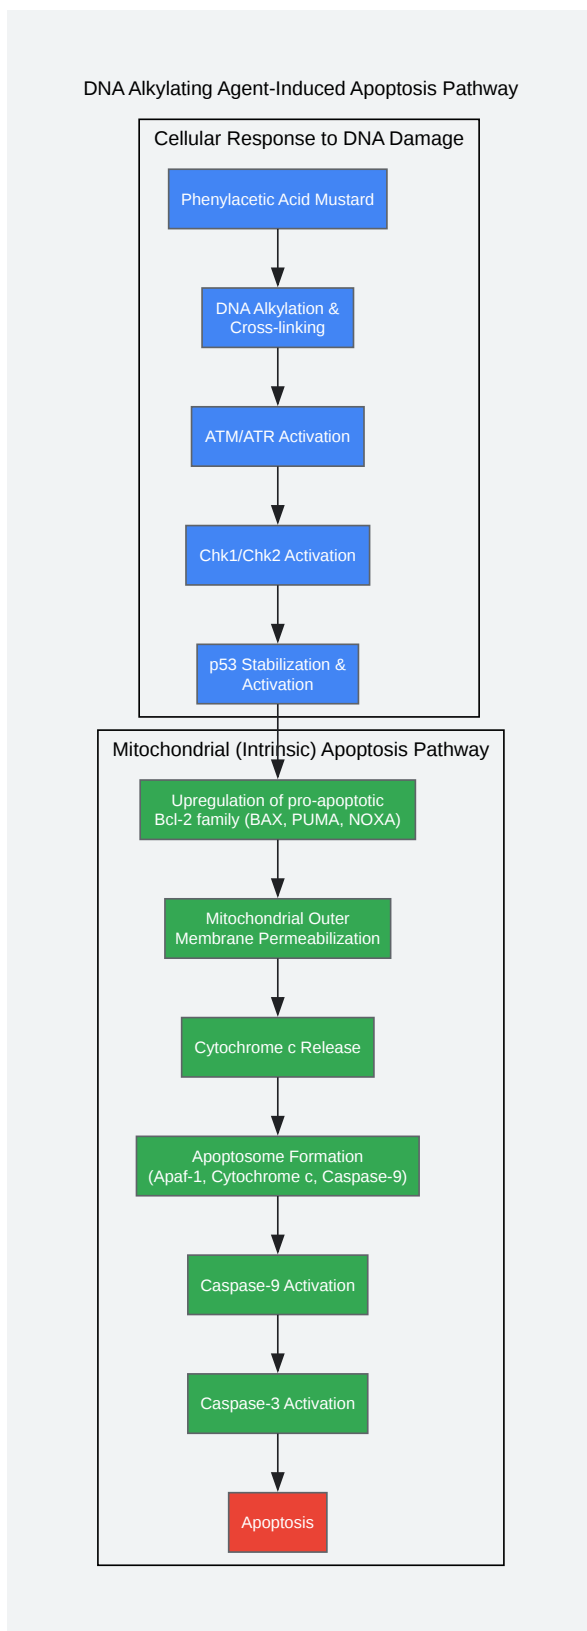 DNA Alkylating Agent-Induced Apoptosis Pathway
Cellular Response to DNA Damage
Phenylacetic Acid Mustard
DNA Alkylation &
Cross-linking
ATM/ATR Activation
Chk1/Chk2 Activation
p53 Stabilization &
Activation
Mitochondrial (Intrinsic) Apoptosis Pathway
Upregulation of pro-apoptotic
Bcl-2 family (BAX, PUMA, NOXA)
Mitochondrial Outer
Membrane Permeabilization
Cytochrome c Release
Apoptosome Formation
(Apaf-1, Cytochrome c, Caspase-9)
Caspase-9 Activation
Caspase-3 Activation
Apoptosis